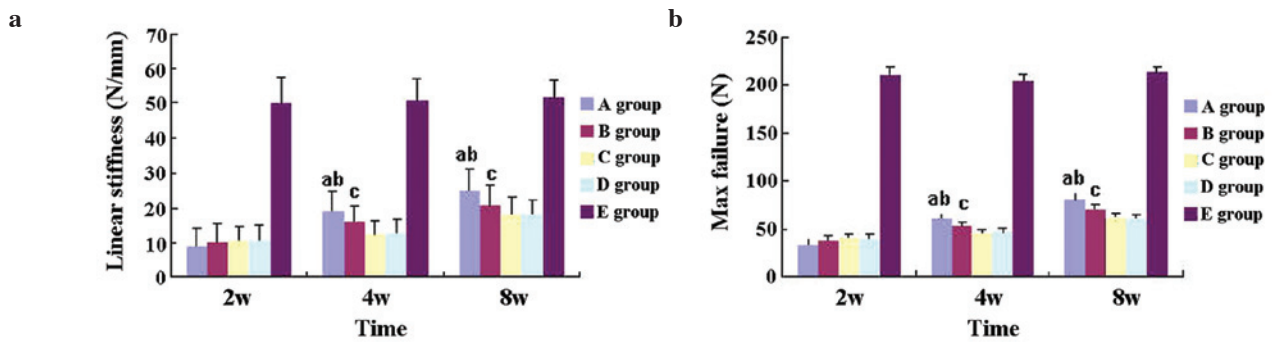 a
Linear stiffness (N/mm)
70
60
50
40
30
20
10
0
ab
c
ab
c
2w
4w
8w
Time
A group
B group
C group
D group
E group
b
Max failure (N)
250
200
150
100
50
0
ab
c
ab
c
2w
4w
8w
Time
A group
B group
C group
D group
E group